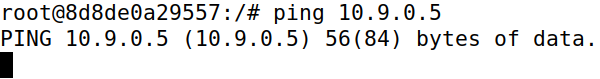 root@8d8de0a29557:/# ping 10.9.0.5
PING 10.9.0.5 (10.9.0.5) 56(84) bytes of data.